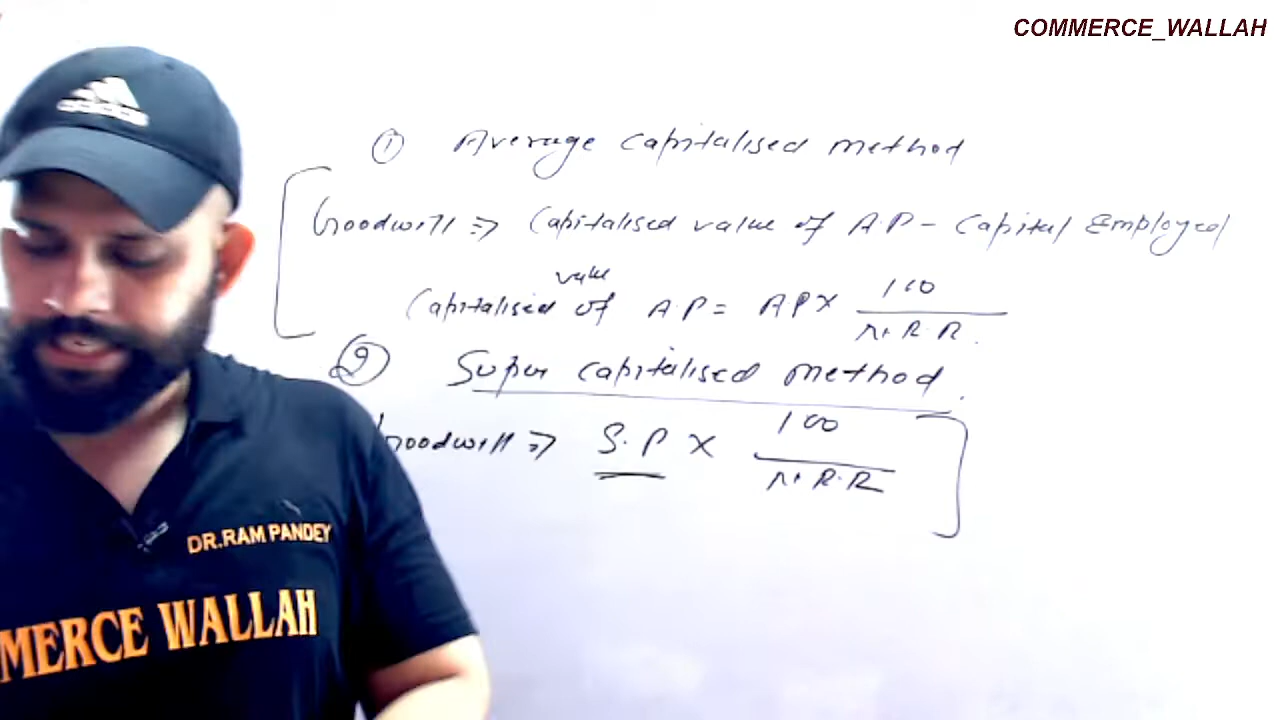 COMMERCE_WALLAH
① Average capitalised method
Goodwill ⇒ Capitalised value of A.P - Capital Employed
value
Capitalised of A.P = A.P ×
100
N.R.R.
② Super capitalised method.
Goodwill ⇒ S.P ×
100
N.R.R
DR.RAM PANDEY
MERCE WALLAH